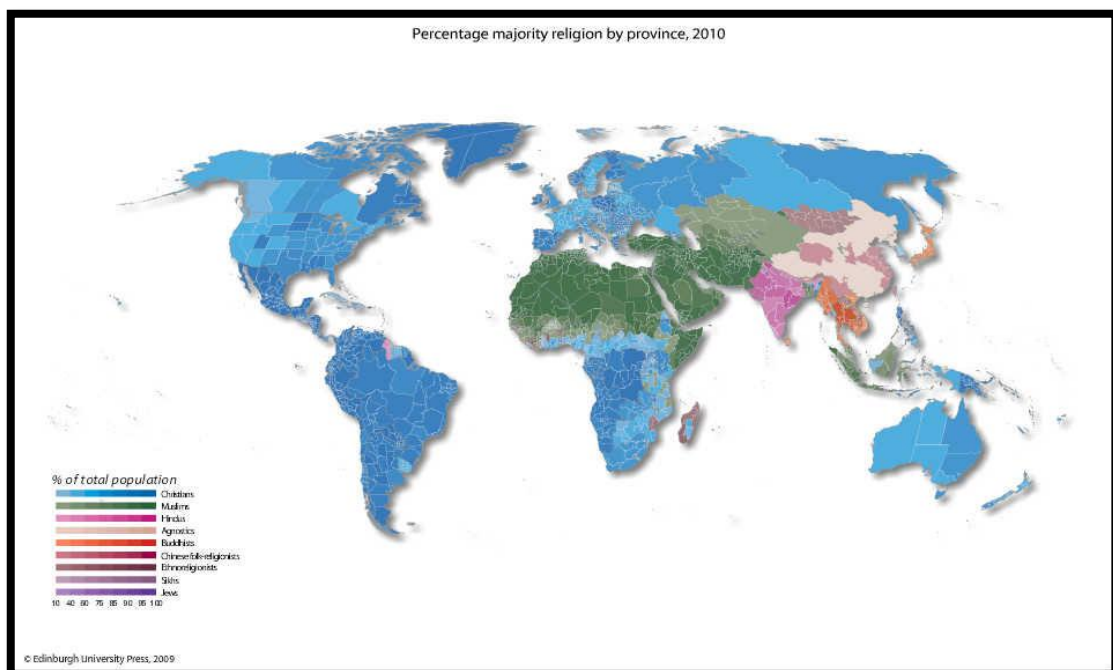 Percentage majority religion by province, 2010
% of total population
Christians
Muslims
Hindus
Agnostics
Buddhists
Chinese folk-religionists
Ethnoreligionists
Sikhs
Jews
10 40 60 75 85 90 95 100
© Edinburgh University Press, 2009